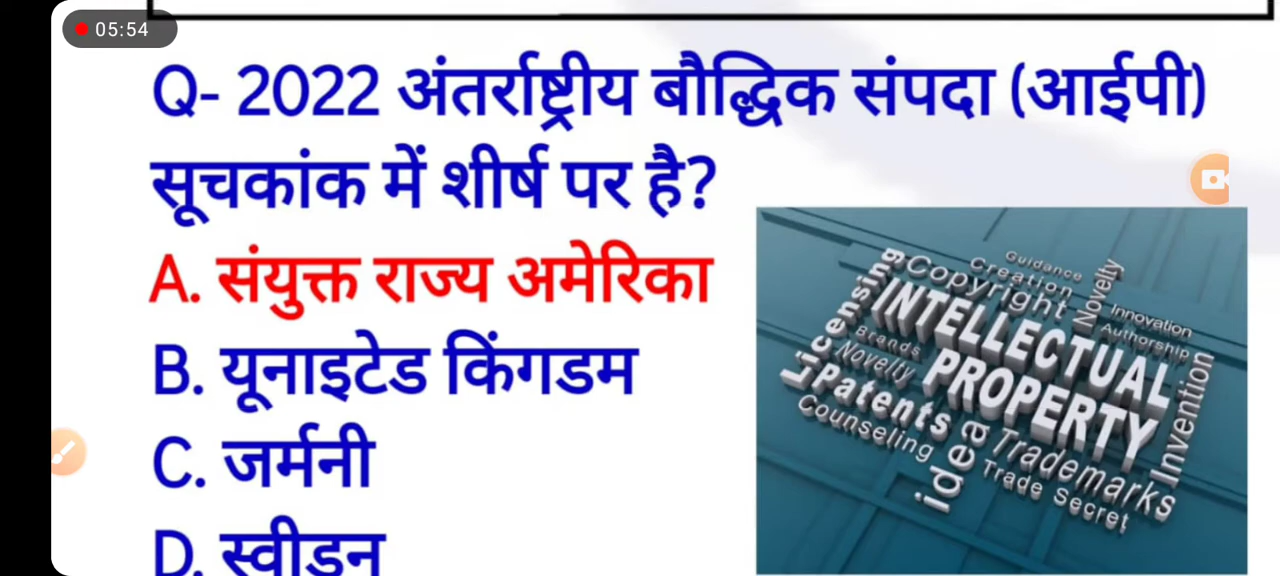 05:54
Q- 2022 अंतर्राष्ट्रीय बौद्धिक संपदा (आईपी)
सूचकांक में शीर्ष पर है?
A. संयुक्त राज्य अमेरिका
B. यूनाइटेड किंगडम
C. जर्मनी
D. स्वीडन
Guidance
Creation
Novelty
Copyright
Licensing
INTELLECTUAL
Innovation
Authorship
Brands
Novelty
PROPERTY
Invention
Patents
Counseling
idea
Trademarks
Trade Secret